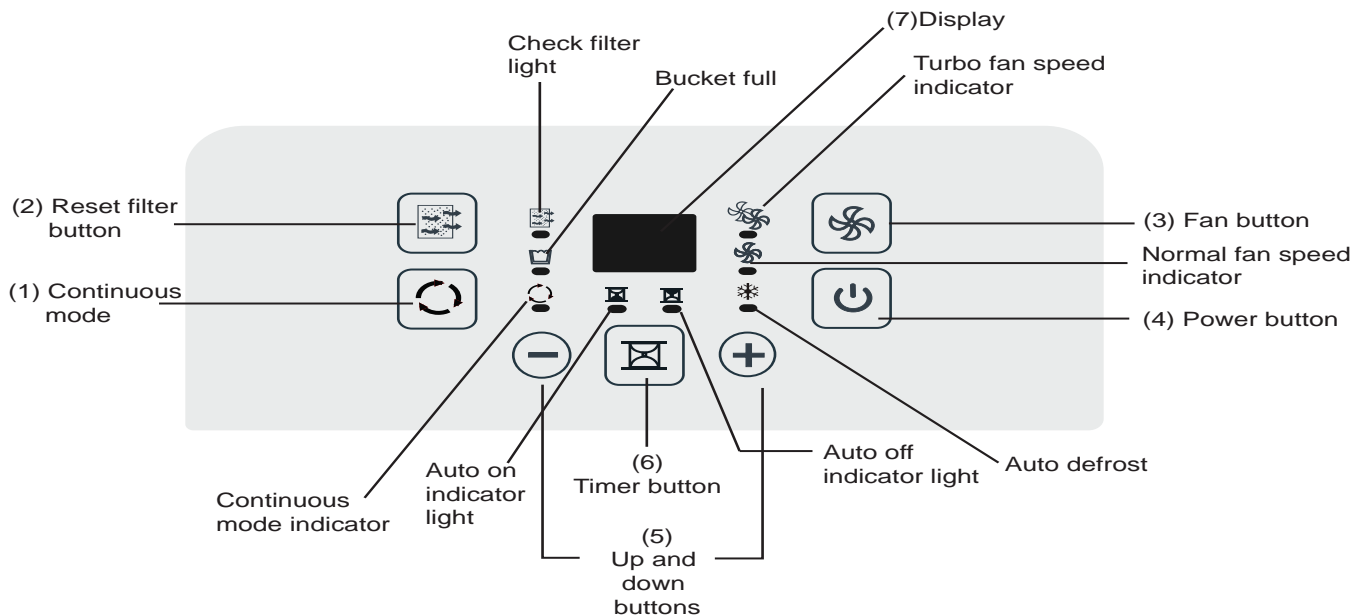 (7)Display
Check filter
light
Bucket full
Turbo fan speed
indicator
(2) Reset filter
button
(3) Fan button
Normal fan speed
indicator
(1) Continuous
mode
(4) Power button
Auto on
indicator
light
(6)
Timer button
Auto off
indicator light
Auto defrost
Continuous
mode indicator
(5)
Up and
down
buttons